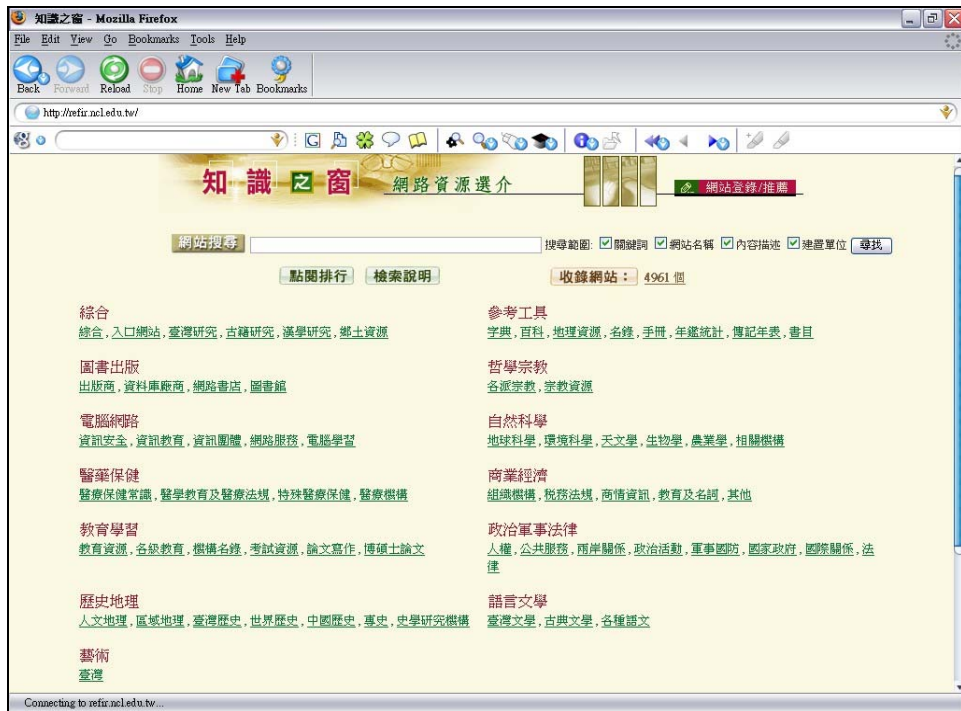 知識之窗 - Mozilla Firefox
File Edit View Go Bookmarks Tools Help
Back Forward Reload Stop Home New Tab Bookmarks
http://refir.ncl.edu.tw/
知識之窗 網路資源選介 網站登錄/推薦
網站搜尋 搜尋範圍: 關鍵詞 網站名稱 內容描述 建置單位 尋找
點閱排行 檢索說明 收錄網站： 4961 個
綜合
綜合,入口網站,臺灣研究,古籍研究,漢學研究,鄉土資源
參考工具
字典,百科,地理資源,名錄,手冊,年鑑統計,傳記年表,書目
圖書出版
出版商,資料庫廠商,網路書店,圖書館
哲學宗教
各派宗教,宗教資源
電腦網路
資訊安全,資訊教育,資訊團體,網路服務,電腦學習
自然科學
地球科學,環境科學,天文學,生物學,農業學,相關機構
醫藥保健
醫療保健常識,醫學教育及醫療法規,特殊醫療保健,醫療機構
商業經濟
組織機構,稅務法規,商情資訊,教育及名詞,其他
教育學習
教育資源,各級教育,機構名錄,考試資源,論文寫作,博碩士論文
政治軍事法律
人權,公共服務,兩岸關係,政治活動,軍事國防,國家政府,國際關係,法
律
歷史地理
人文地理,區域地理,臺灣歷史,世界歷史,中國歷史,專史,史學研究機構
語言文學
臺灣文學,古典文學,各種語文
藝術
臺灣
Connecting to refir.ncl.edu.tw...